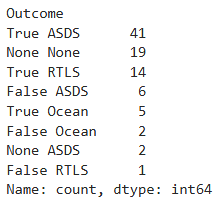 Outcome
True ASDS      41
None None      19
True RTLS      14
False ASDS      6
True Ocean      5
False Ocean     2
None ASDS       2
False RTLS      1
Name: count, dtype: int64